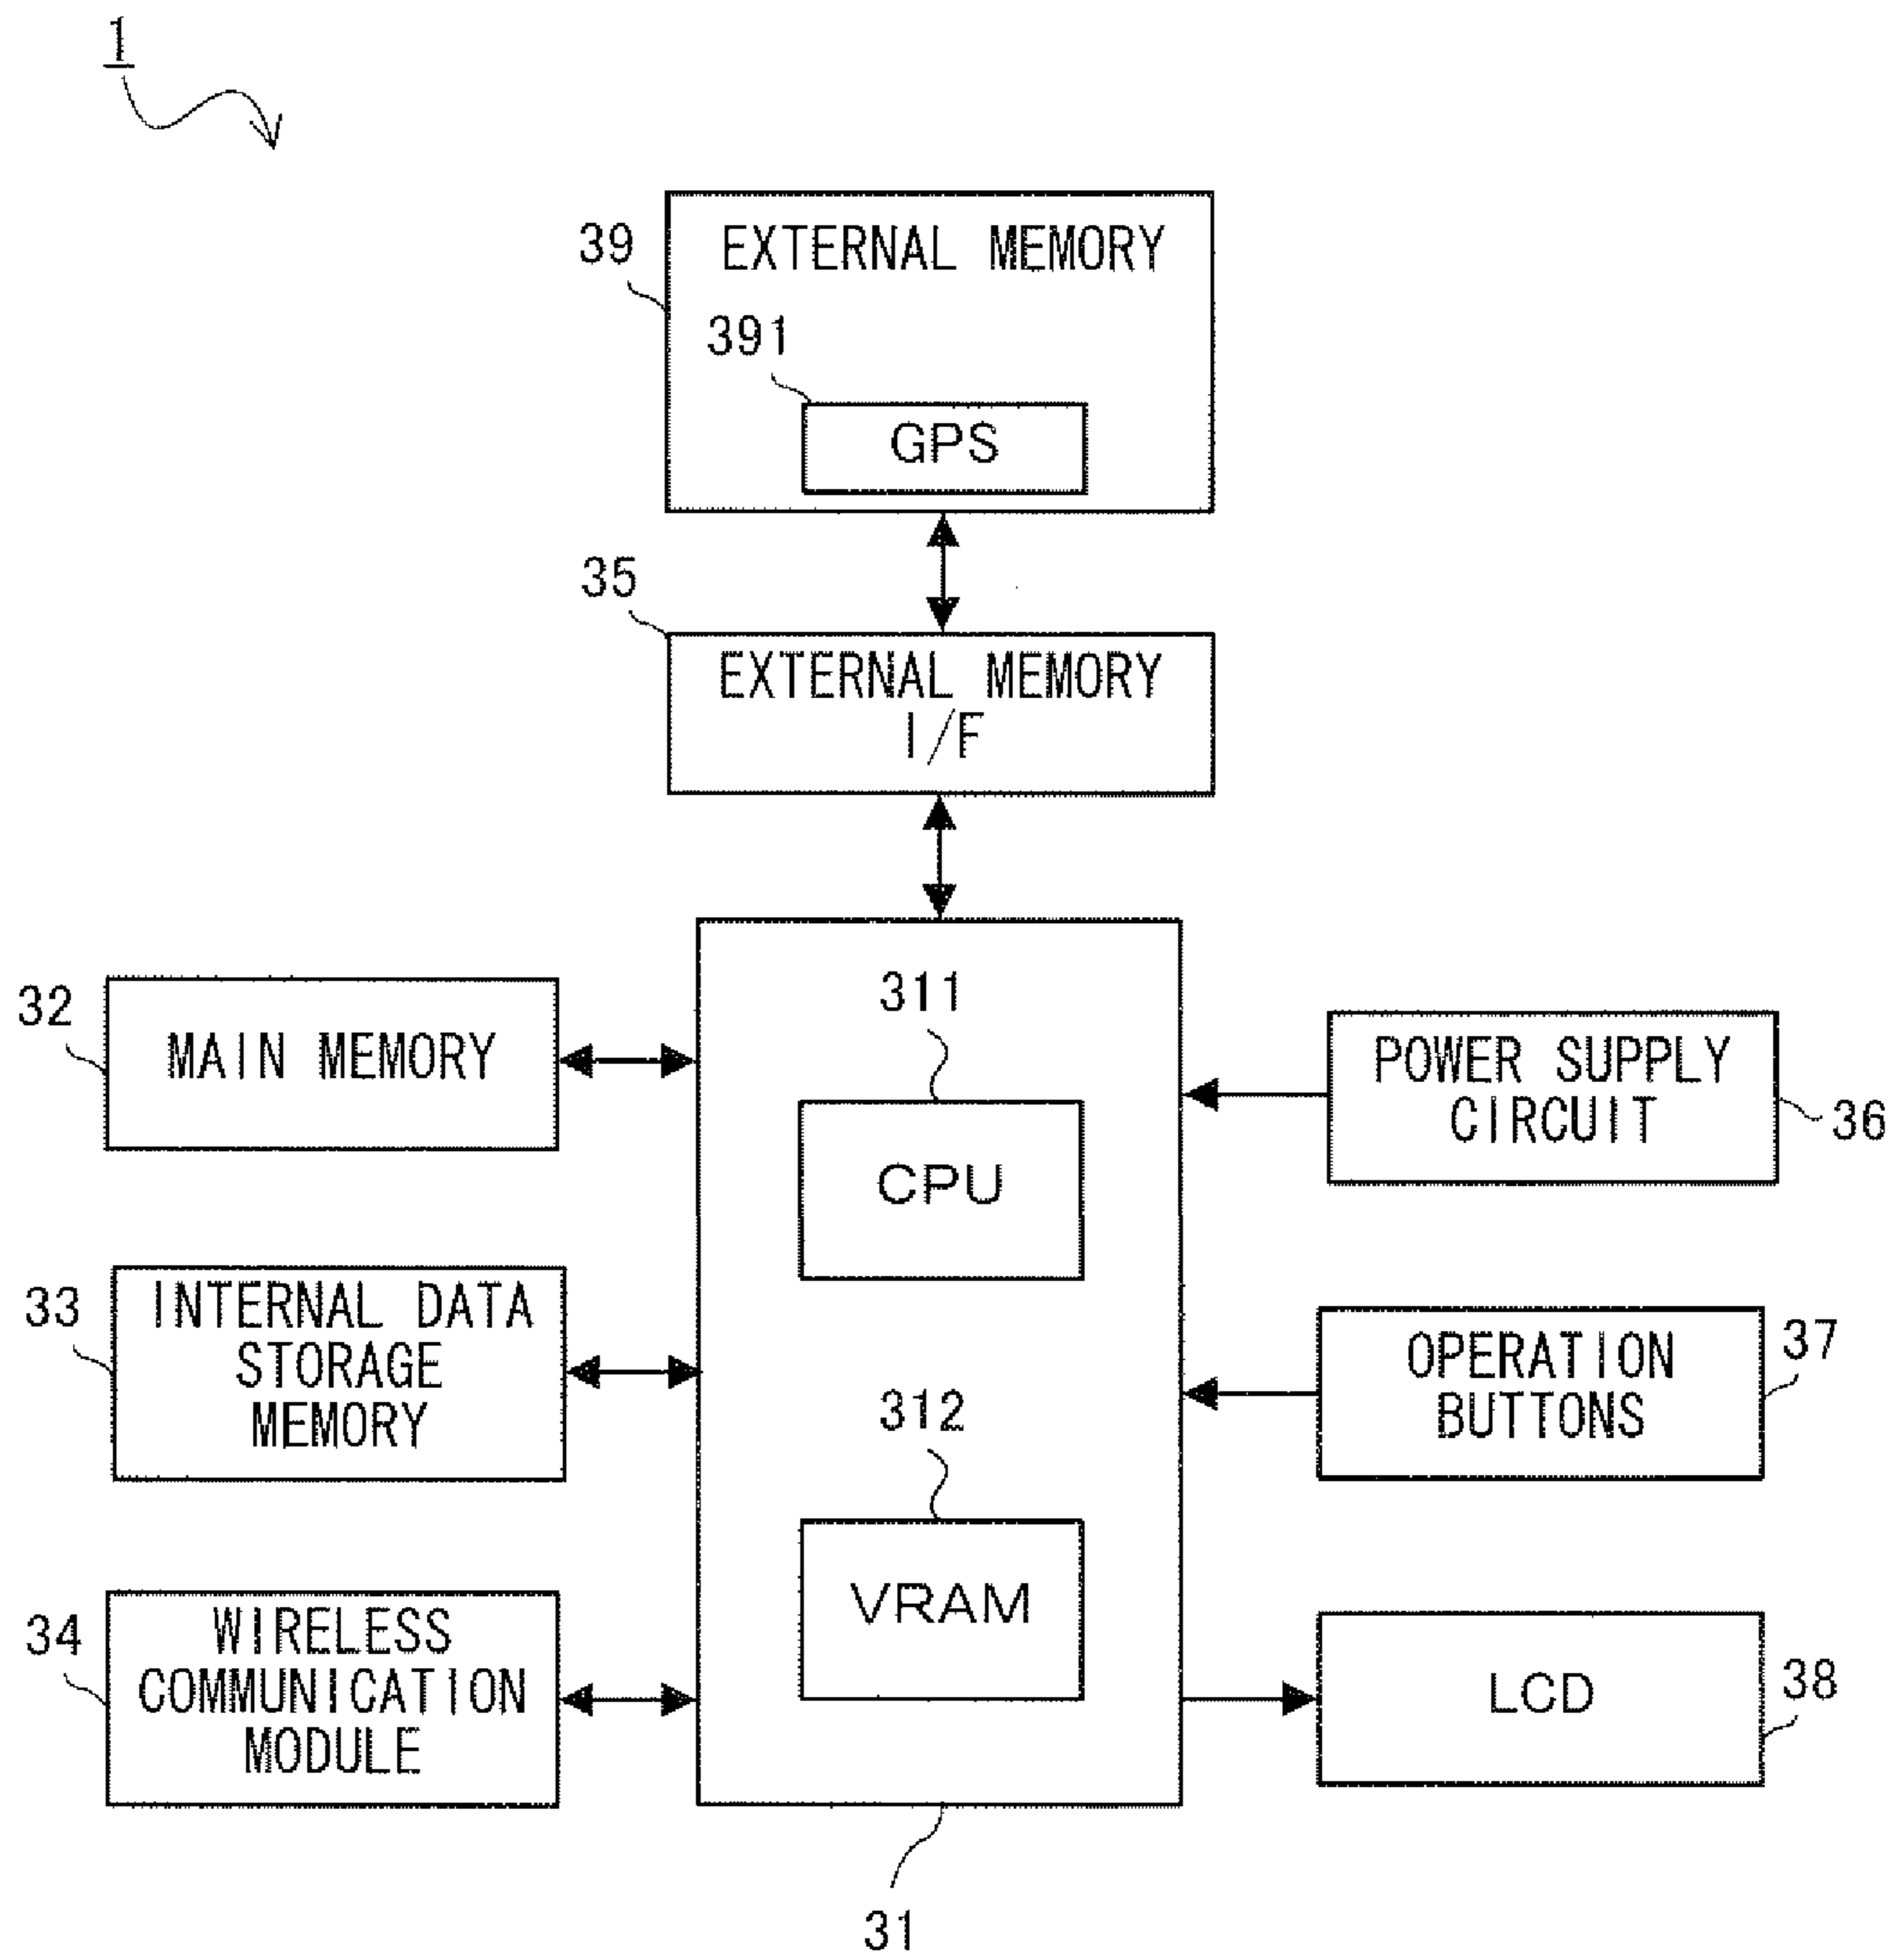 1
39
EXTERNAL MEMORY
391
GPS
35
EXTERNAL MEMORY
I/F
32
MAIN MEMORY
33
INTERNAL DATA
STORAGE
MEMORY
34
WIRELESS
COMMUNICATION
MODULE
311
CPU
312
VRAM
31
POWER SUPPLY
CIRCUIT
36
OPERATION
BUTTONS
37
LCD
38